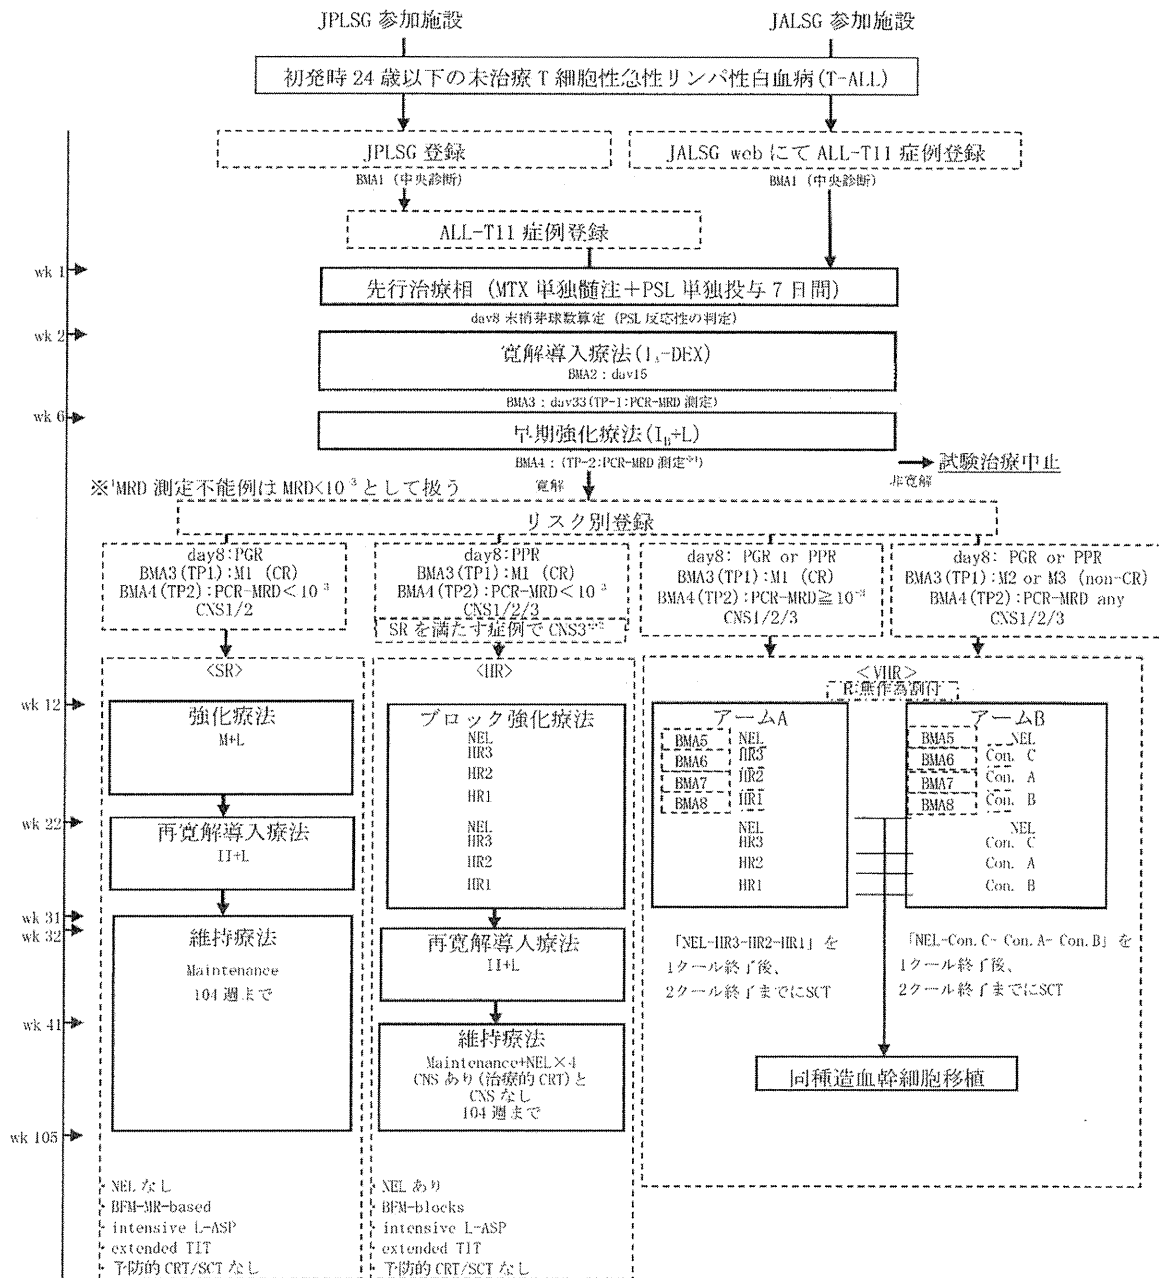 JPLSG 参加施設
JALSG 参加施設
初発時 24 歳以下の未治療 T 細胞性急性リンパ性白血病(T-ALL)
JPLSG 登録
JALSG web にて ALL-T11 症例登録
BMA1 (中央診断)
BMA1 (中央診断)
ALL-T11 症例登録
wk 1
先行治療相 (MTX 単独髄注+PSL 単独投与 7 日間)
day8 末梢芽球数算定 (PSL 反応性の判定)
wk 2
寛解導入療法(IA-DEX)
BMA2：day15
BMA3：day33(TP-1:PCR-MRD 測定)
wk 6
早期強化療法(IB+L)
BMA4：(TP-2:PCR-MRD 測定※1)
試験治療中止
寛解
非寛解
※1MRD 測定不能例は MRD<10-3 として扱う
リスク別登録
day8:PGR
BMA3(TP1):M1 (CR)
BMA4(TP2):PCR-MRD<10-3
CNS1/2
day8:PPR
BMA3(TP1):M1 (CR)
BMA4(TP2):PCR-MRD<10-3
CNS1/2/3
SR を満たす症例で CNS3
day8: PGR or PPR
BMA3(TP1):M1 (CR)
BMA4(TP2):PCR-MRD≧10-3
CNS1/2/3
day8: PGR or PPR
BMA3(TP1):M2 or M3 (non-CR)
BMA4(TP2):PCR-MRD any
CNS1/2/3
<SR>
<HR>
<VHR>
R:無作為割付
wk 12
強化療法
M+L
wk 22
再寛解導入療法
II+L
wk 31
wk 32
維持療法
Maintenance
104 週まで
ブロック強化療法
NEL
HR3
HR2
HR1
NEL
HR3
HR2
HR1
再寛解導入療法
II+L
wk 41
維持療法
Maintenance+NEL×4
CNS あり(治療的 CRT)と
CNS なし
104 週まで
wk 105
アームA
BMA5 NEL
BMA6 HR3
BMA7 HR2
BMA8 HR1
NEL
HR3
HR2
HR1
アームB
BMA5 NEL
BMA6 Con. C
BMA7 Con. A
BMA8 Con. B
NEL
Con. C
Con. A
Con. B
「NEL-HR3-HR2-HR1」を
1クール終了後、
2クール終了までにSCT
「NEL-Con.C- Con.A- Con.B」を
1クール終了後、
2クール終了までにSCT
同種造血幹細胞移植
・NEL なし
・BFM-MR-based
・intensive L-ASP
・extended TIT
・予防的 CRT/SCT なし
・NEL あり
・BFM-blocks
・intensive L-ASP
・extended TIT
・予防的 CRT/SCT なし